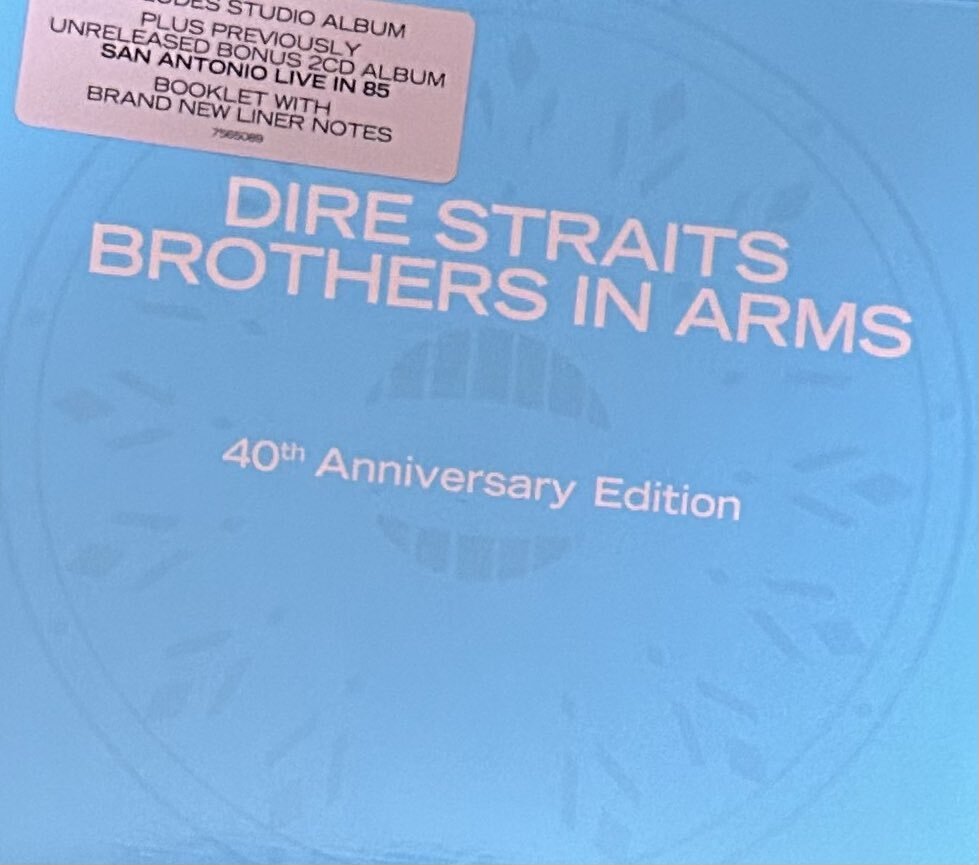 STUDIO ALBUM
PLUS PREVIOUSLY
UNRELEASED BONUS 2CD ALBUM
SAN ANTONIO LIVE IN 85
BOOKLET WITH
BRAND NEW LINER NOTES
DIRE STRAITS
BROTHERS IN ARMS
40th Anniversary Edition